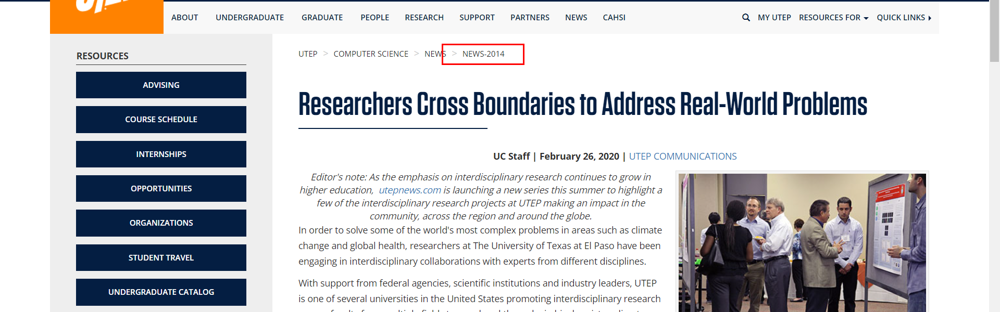 ABOUT UNDERGRADUATE GRADUATE PEOPLE RESEARCH SUPPORT PARTNERS NEWS CAHSI MY UTEP RESOURCES FOR QUICK LINKS
RESOURCES
ADVISING
COURSE SCHEDULE
INTERNSHIPS
OPPORTUNITIES
ORGANIZATIONS
STUDENT TRAVEL
UNDERGRADUATE CATALOG
UTEP > COMPUTER SCIENCE > NEWS > NEWS-2014
Researchers Cross Boundaries to Address Real-World Problems
UC Staff | February 26, 2020 | UTEP COMMUNICATIONS
Editor's note: As the emphasis on interdisciplinary research continues to grow in
higher education, utepnews.com is launching a new series this summer to highlight a
few of the interdisciplinary research projects at UTEP making an impact in the
community, across the region and around the globe.
In order to solve some of the world's most complex problems in areas such as climate
change and global health, researchers at The University of Texas at El Paso have been
engaging in interdisciplinary collaborations with experts from different disciplines.
With support from federal agencies, scientific institutions and industry leaders, UTEP
is one of several universities in the United States promoting interdisciplinary research